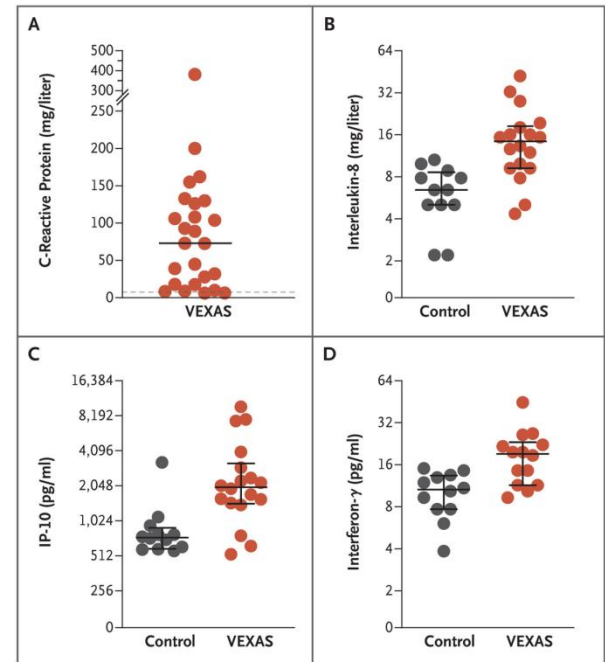 A
C-Reactive Protein (mg/liter)
500
400
300
250
200
150
100
50
0
VEXAS
B
Interleukin-8 (mg/liter)
64
32
16
8
4
2
0
Control VEXAS
C
IP-10 (pg/ml)
16,384
8,192
4,096
2,048
1,024
512
256
0
Control VEXAS
D
Interferon-γ (pg/ml)
64
32
16
8
4
2
0
Control VEXAS